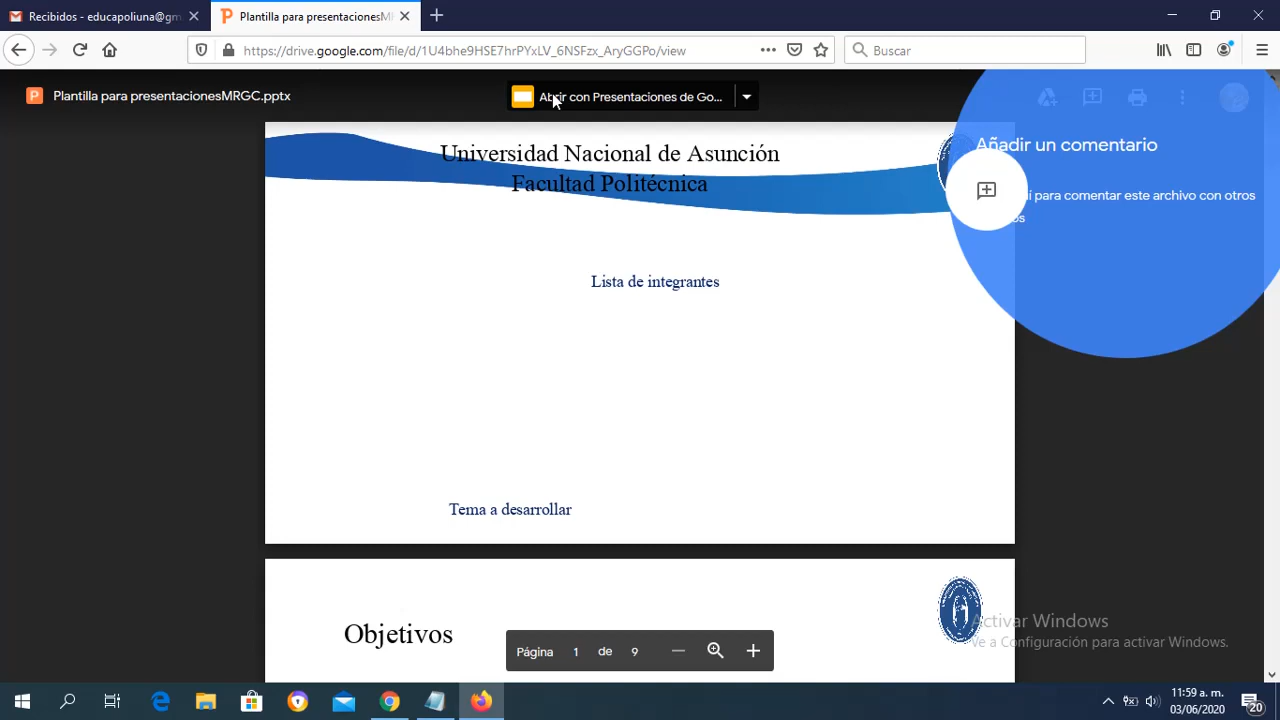 Recibidos - educapoliuna@gm
Plantilla para presentacionesM
https://drive.google.com/file/d/1U4bhe9HSE7hrPYxLV_6NSFzx_AryGGPo/view
Buscar
Plantilla para presentacionesMRGC.pptx
Abrir con Presentaciones de Go...
Universidad Nacional de Asunción
Facultad Politécnica
Añadir un comentario
para comentar este archivo con otros
Lista de integrantes
Tema a desarrollar
Objetivos
Página 1 de 9
Activar Windows
Ve a Configuración para activar Windows.
11:59 a. m.
03/06/2020
20